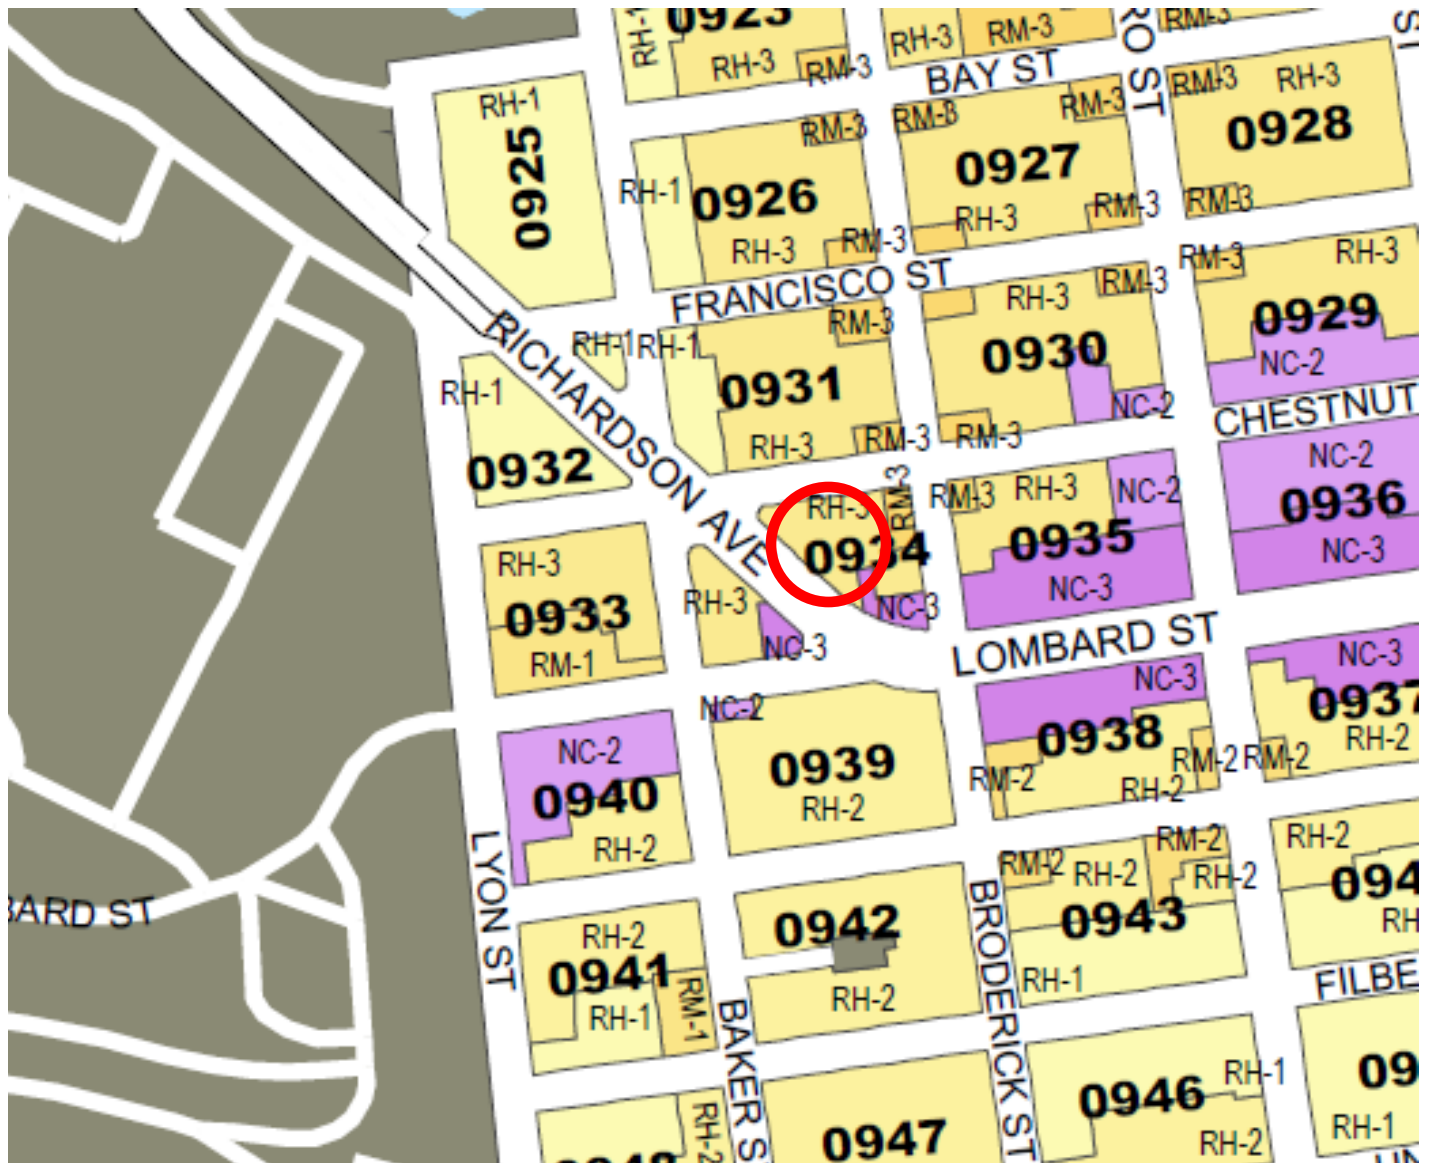 0923
RH-1
RH-3
RM-3
RH-3
RM-3
RM-3
BAY ST
RH-1
0925
RM-3
RM-3
RM-3
RM-3
RH-3
0928
RH-1
0926
RH-3
RM-3
0927
RH-3
RM-3
RM-3
FRANCISCO ST
RH-1
RH-1
RM-3
0931
RH-3
RM-3
RH-3
RM-3
0930
NC-2
RM-3
RM-3
RH-3
0929
NC-2
CHESTNUT
RICHARDSON AVE
RH-1
0932
RH-3
RM-3
0934
NC-3
RM-3
RH-3
NC-2
0935
NC-3
NC-2
0936
NC-3
RH-3
0933
RM-1
RH-3
NC-3
LOMBARD ST
NC-2
0939
RH-2
NC-3
0938
RM-2
RM-2
RH-2
NC-3
0937
RM-2
RH-2
NC-2
0940
RH-2
LYON ST
0942
RH-2
BRODERICK ST
RM-2
RH-2
RM-2
RH-2
0943
RH-1
RH-2
RH-2
0941
RH-1
RM-1
BAKER S
0946
RH-1
RH-2
RH-1
RH-2
0947